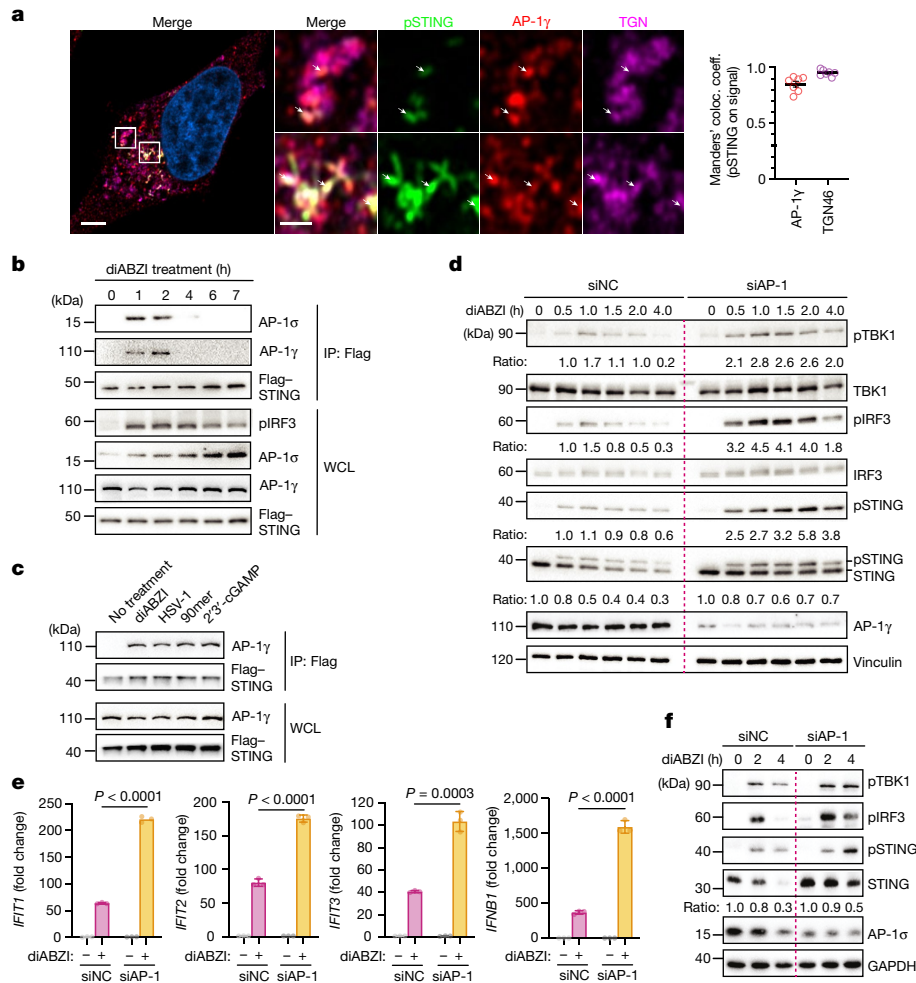 a
Merge Merge pSTING AP-1γ TGN
Manders' coloc. coeff.
(pSTING on signal)
1.0
0.5
0
AP-1γ
TGN46
b
diABZI treatment (h)
(kDa) 0 1 2 4 6 7
15 AP-1σ
110 AP-1γ
50 Flag–
STING
IP: Flag
60 pIRF3
15 AP-1σ
110 AP-1γ
50 Flag–
STING
WCL
c
No treatment
diABZI
HSV-1
90mer
2′3′-cGAMP
(kDa)
110 AP-1γ
40 Flag–
STING
IP: Flag
110 AP-1γ
40 Flag–
STING
WCL
d
siNC siAP-1
diABZI (h) 0 0.5 1.0 1.5 2.0 4.0 0 0.5 1.0 1.5 2.0 4.0
(kDa) 90 pTBK1
Ratio: 1.0 1.7 1.1 1.0 0.2 2.1 2.8 2.6 2.6 2.0
90 TBK1
60 pIRF3
Ratio: 1.0 1.5 0.8 0.5 0.3 3.2 4.5 4.1 4.0 1.8
60 IRF3
40 pSTING
Ratio: 1.0 1.1 0.9 0.8 0.6 2.5 2.7 3.2 5.8 3.8
40 pSTING
STING
Ratio: 1.0 0.8 0.5 0.4 0.4 0.3 1.0 0.8 0.7 0.6 0.7 0.7
110 AP-1γ
120 Vinculin
e
P < 0.0001
IFIT1 (fold change)
250
200
150
100
50
0
diABZI: − + − +
siNC siAP-1
P < 0.0001
IFIT2 (fold change)
200
150
100
50
0
− + − +
siNC siAP-1
P = 0.0003
IFIT3 (fold change)
140
120
100
80
60
40
20
0
− + − +
siNC siAP-1
P < 0.0001
IFNB1 (fold change)
2,000
1,500
1,000
500
0
diABZI: − + − +
siNC siAP-1
f
siNC siAP-1
diABZI (h) 0 2 4 0 2 4
(kDa) 90 pTBK1
60 pIRF3
40 pSTING
30 STING
Ratio: 1.0 0.8 0.3 1.0 0.9 0.5
15 AP-1σ
40 GAPDH